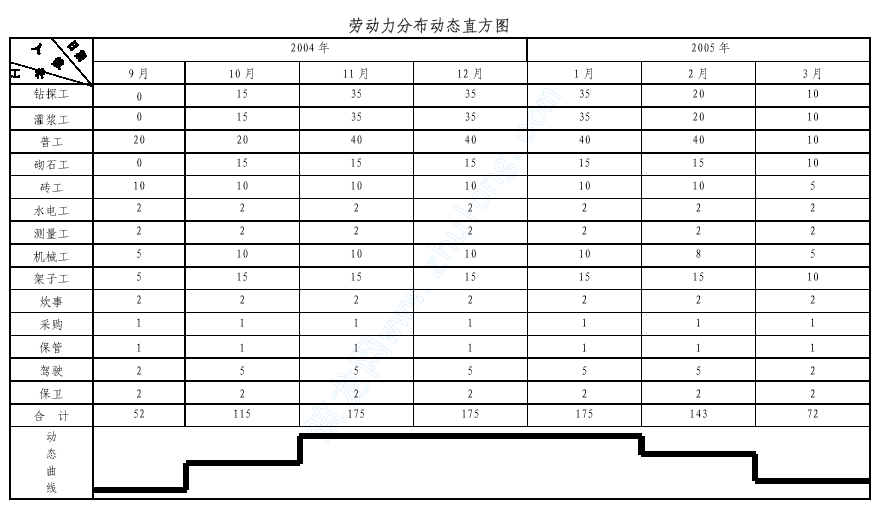 劳动力分布动态直方图
人数 日期 2004 年 2005 年
工种 9 月 10 月 11 月 12 月 1 月 2 月 3 月
钻探工 0 15 35 35 35 20 10
灌浆工 0 15 35 35 35 20 10
普工 20 20 40 40 40 40 10
砌石工 0 15 15 15 15 15 10
砖工 10 10 10 10 10 10 5
水电工 2 2 2 2 2 2 2
测量工 2 2 2 2 2 2 2
机械工 5 10 10 10 10 8 5
架子工 5 15 15 15 15 15 10
炊事 2 2 2 2 2 2 2
采购 1 1 1 1 1 1 1
保管 1 1 1 1 1 1 1
驾驶 2 5 5 5 5 5 2
保卫 2 2 2 2 2 2 2
合 计 52 115 175 175 175 143 72
动
态
曲
线
筑龙网www.zhulong.com